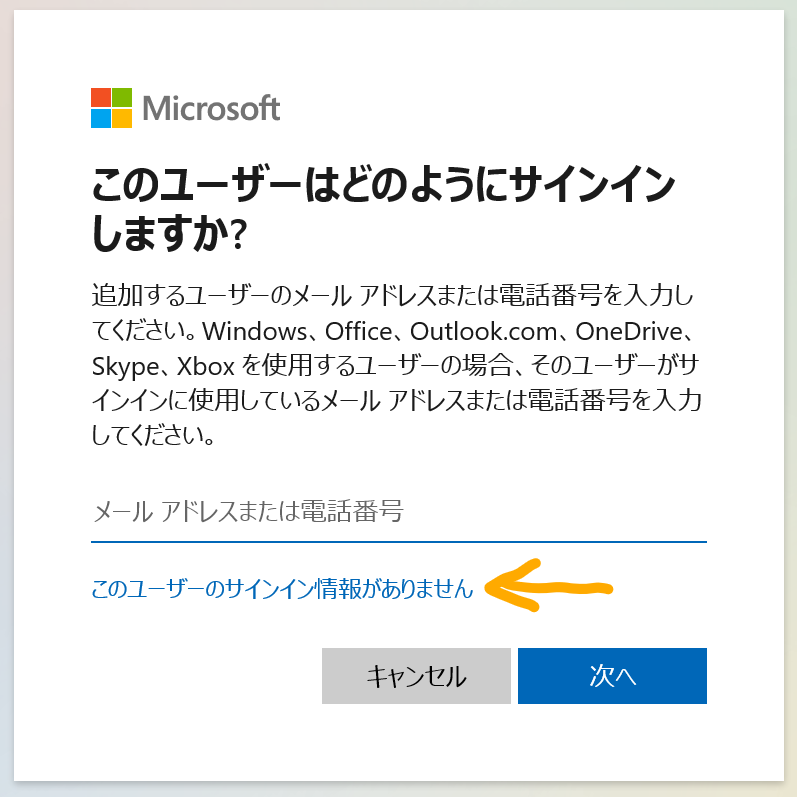 Microsoft
このユーザーはどのようにサインイン
しますか?
追加するユーザーのメール アドレスまたは電話番号を入力し
てください。Windows、Office、Outlook.com、OneDrive、
Skype、Xbox を使用するユーザーの場合、そのユーザーがサ
インインに使用しているメール アドレスまたは電話番号を入力
してください。
メール アドレスまたは電話番号
このユーザーのサインイン情報がありません
キャンセル
次へ